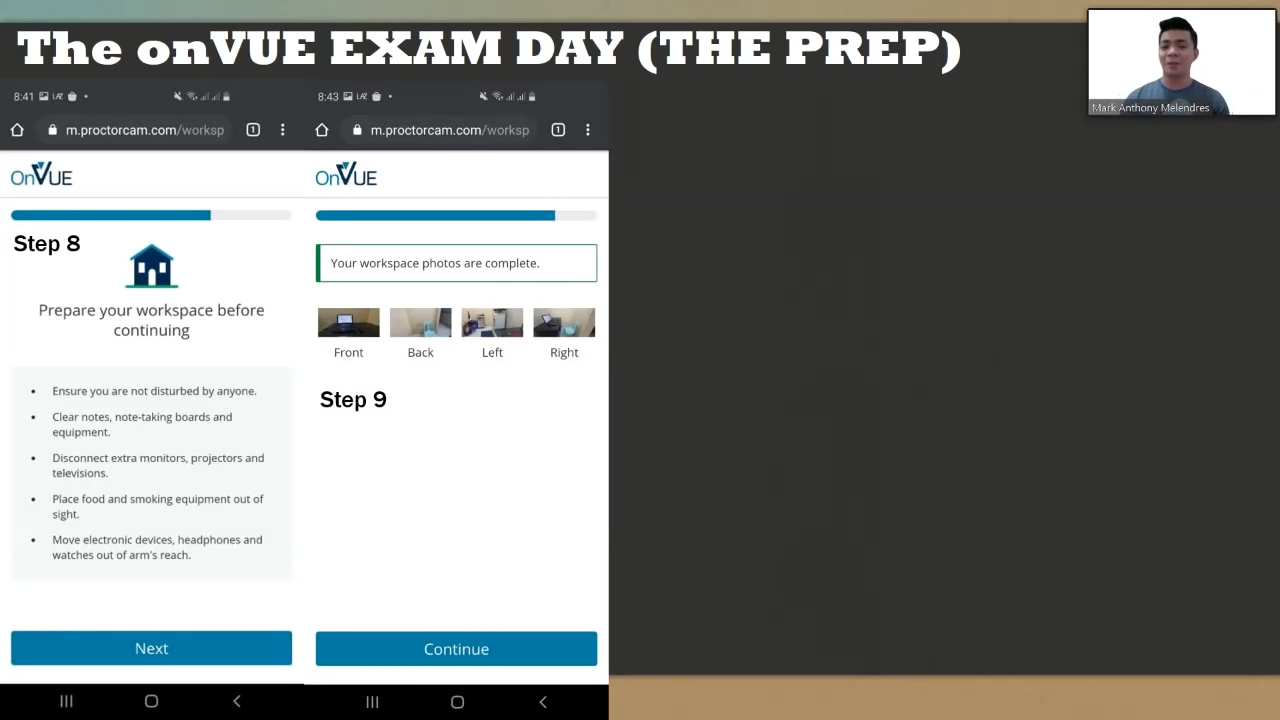 The onVUE EXAM DAY (THE PREP)
Mark Anthony Melendres
8:41
m.proctorcam.com/worksp
1
OnVUE
Step 8
Prepare your workspace before
continuing
• Ensure you are not disturbed by anyone.
• Clear notes, note-taking boards and
equipment.
• Disconnect extra monitors, projectors and
televisions.
• Place food and smoking equipment out of
sight.
• Move electronic devices, headphones and
watches out of arm's reach.
Next
8:43
m.proctorcam.com/worksp
1
OnVUE
Your workspace photos are complete.
Front
Back
Left
Right
Step 9
Continue